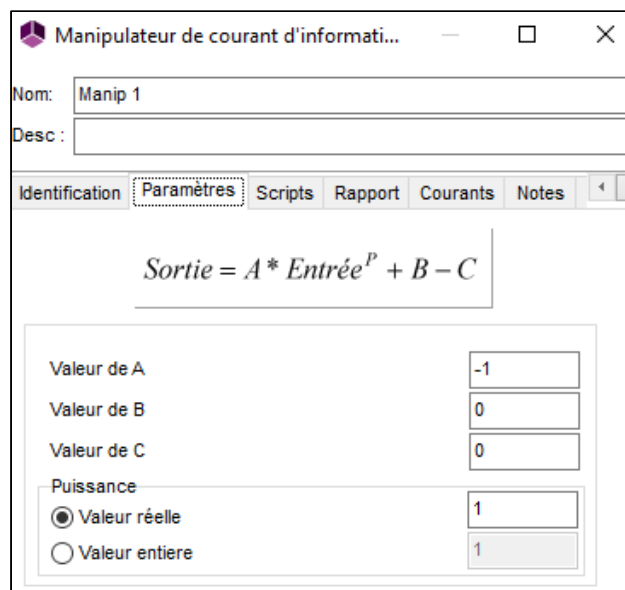 Manipulateur de courant d'informati...
Nom: Manip 1
Desc :
Identification Paramètres Scripts Rapport Courants Notes
Sortie = A * Entrée^P + B − C
Valeur de A -1
Valeur de B 0
Valeur de C 0
Puissance
Valeur réelle 1
Valeur entiere 1